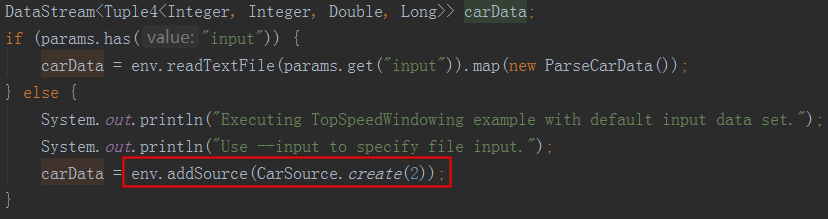 DataStream<Tuple4<Integer, Integer, Double, Long>> carData;
if (params.has( value: "input")) {
    carData = env.readTextFile(params.get("input")).map(new ParseCarData());
} else {
    System.out.println("Executing TopSpeedWindowing example with default input data set.");
    System.out.println("Use --input to specify file input.");
    carData = env.addSource(CarSource.create(2));
}